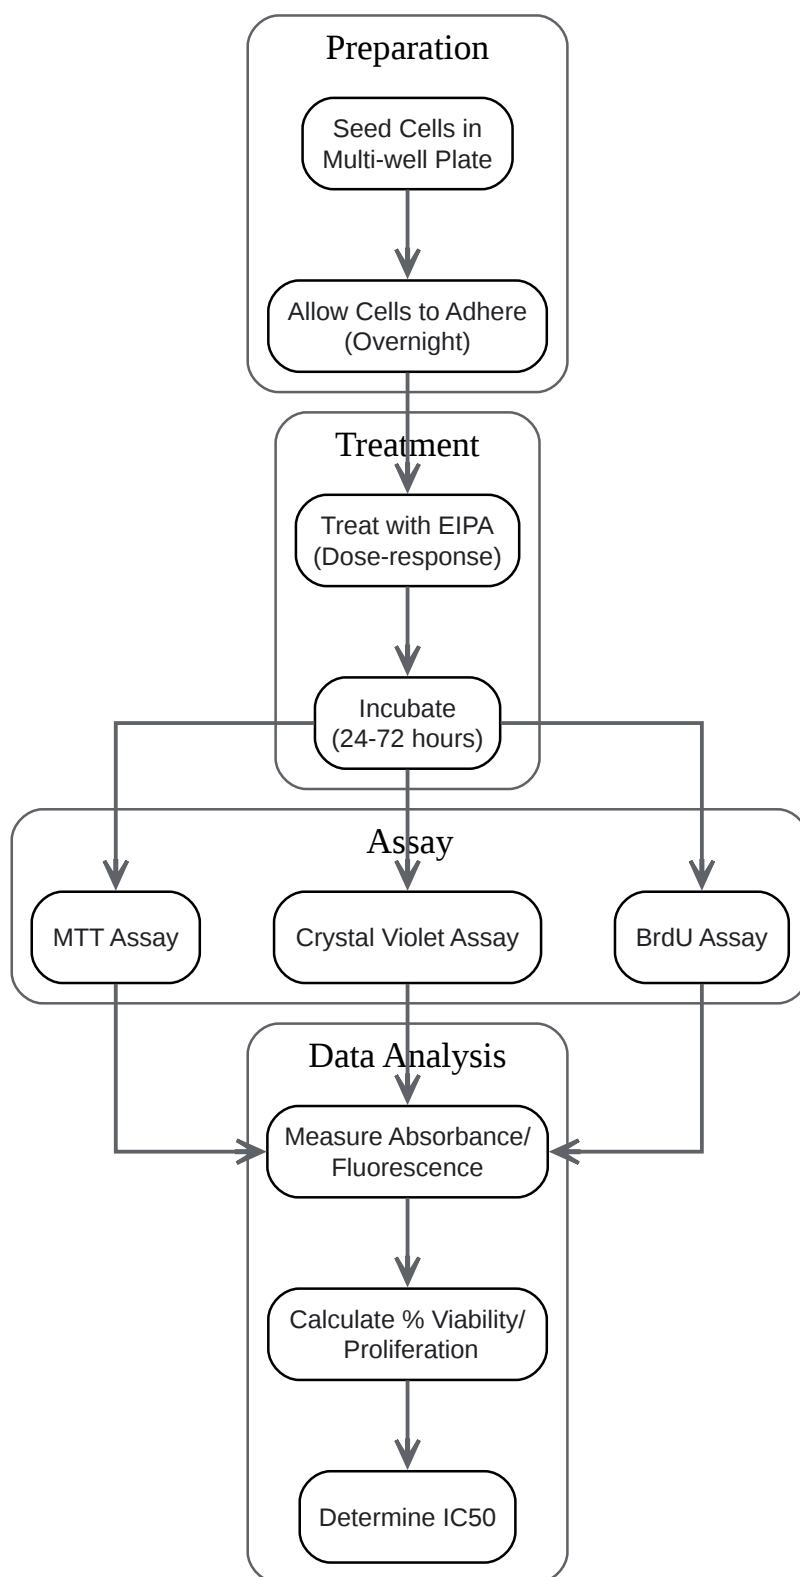 Preparation
Seed Cells in
Multi-well Plate
Allow Cells to Adhere
(Overnight)
Treatment
Treat with EIPA
(Dose-response)
Incubate
(24-72 hours)
Assay
MTT Assay
Crystal Violet Assay
BrdU Assay
Data Analysis
Measure Absorbance/
Fluorescence
Calculate % Viability/
Proliferation
Determine IC50